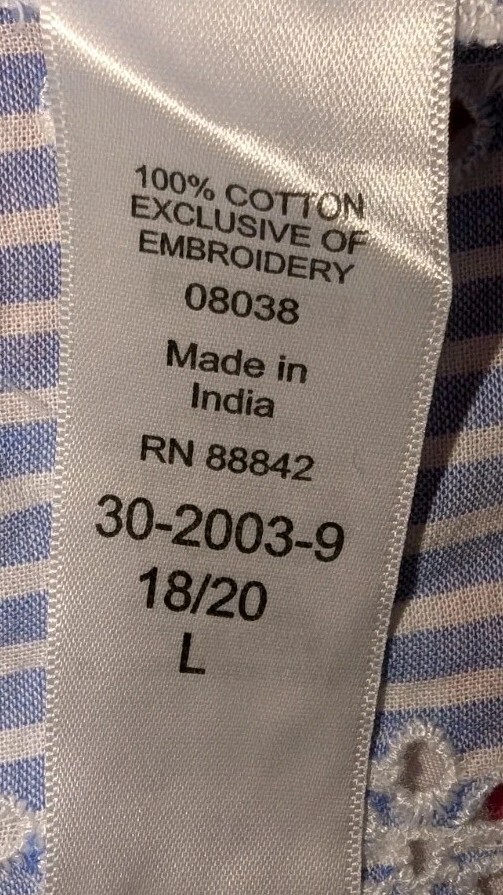 100% COTTON
EXCLUSIVE OF
EMBROIDERY
08038
Made in
India
RN 88842
30-2003-9
18/20
L